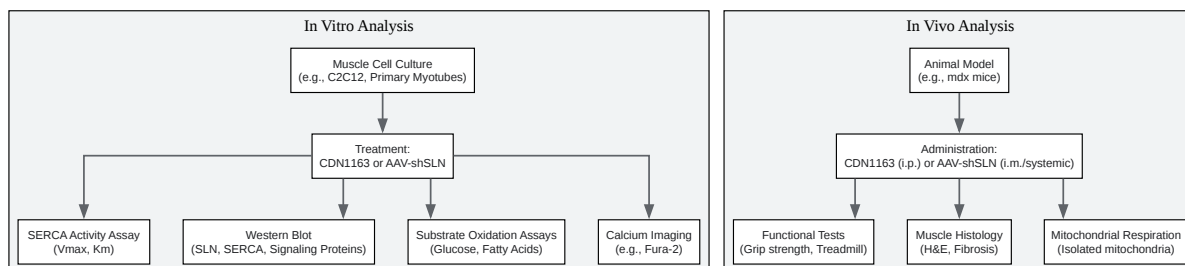 In Vitro Analysis
Muscle Cell Culture
(e.g., C2C12, Primary Myotubes)
Treatment:
CDN1163 or AAV-shSLN
SERCA Activity Assay
(Vmax, Km)
Western Blot
(SLN, SERCA, Signaling Proteins)
Substrate Oxidation Assays
(Glucose, Fatty Acids)
Calcium Imaging
(e.g., Fura-2)
In Vivo Analysis
Animal Model
(e.g., mdx mice)
Administration:
CDN1163 (i.p.) or AAV-shSLN (i.m./systemic)
Functional Tests
(Grip strength, Treadmill)
Muscle Histology
(H&E, Fibrosis)
Mitochondrial Respiration
(Isolated mitochondria)